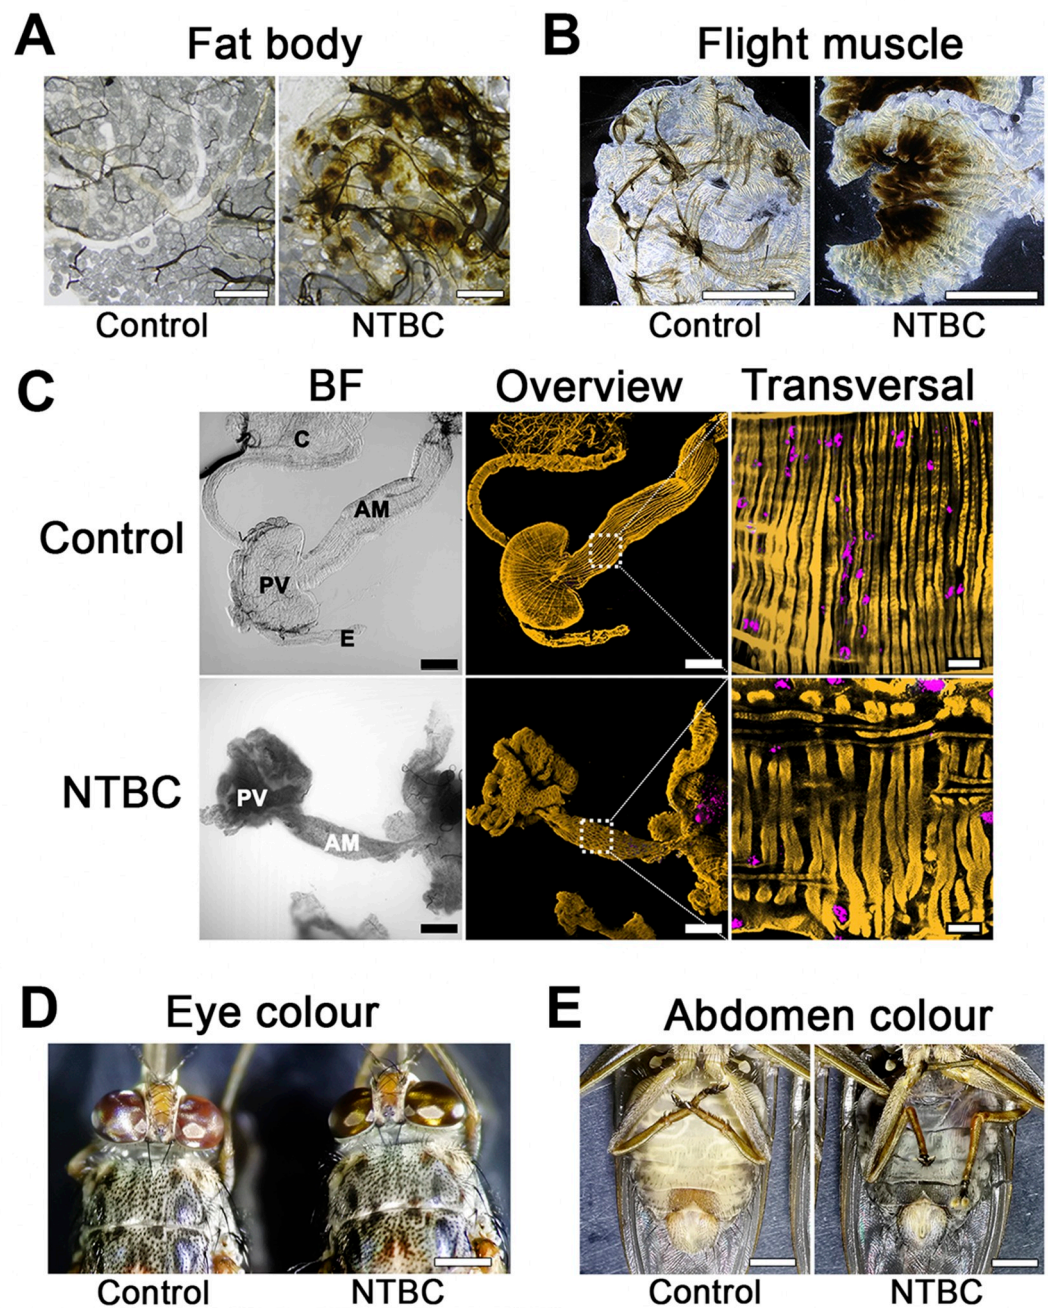 A Fat body
B Flight muscle
Control NTBC
Control NTBC
C BF Overview Transversal
Control
C
AM
PV
E
NTBC
PV
AM
D Eye colour
E Abdomen colour
Control NTBC
Control NTBC